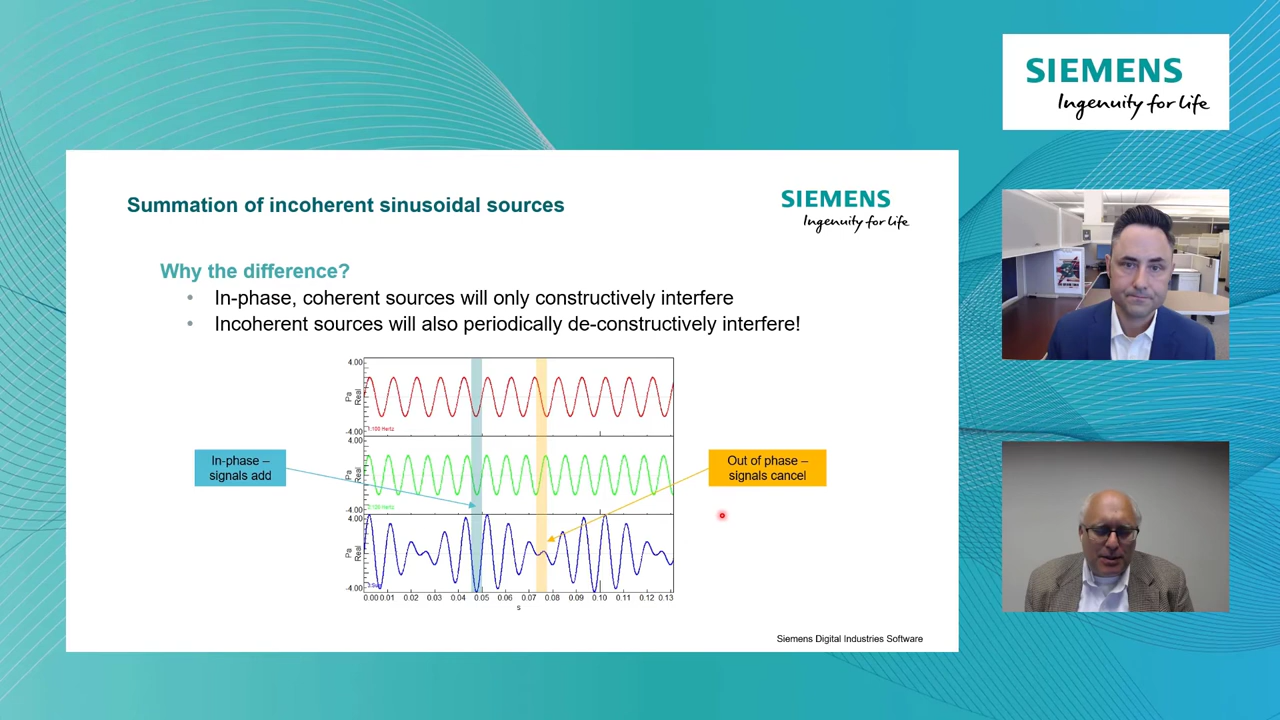 SIEMENS
Ingenuity for life
Summation of incoherent sinusoidal sources
SIEMENS
Ingenuity for life
Why the difference?
• In-phase, coherent sources will only constructively interfere
• Incoherent sources will also periodically de-constructively interfere!
4.00
Pa
Real
-4.00
4.00
Pa
Real
-4.00
4.00
Pa
Real
-4.00
0.00 0.01 0.02 0.03 0.04 0.05 0.06 0.07 0.08 0.09 0.10 0.11 0.12 0.13
s
In-phase –
signals add
Out of phase –
signals cancel
Siemens Digital Industries Software